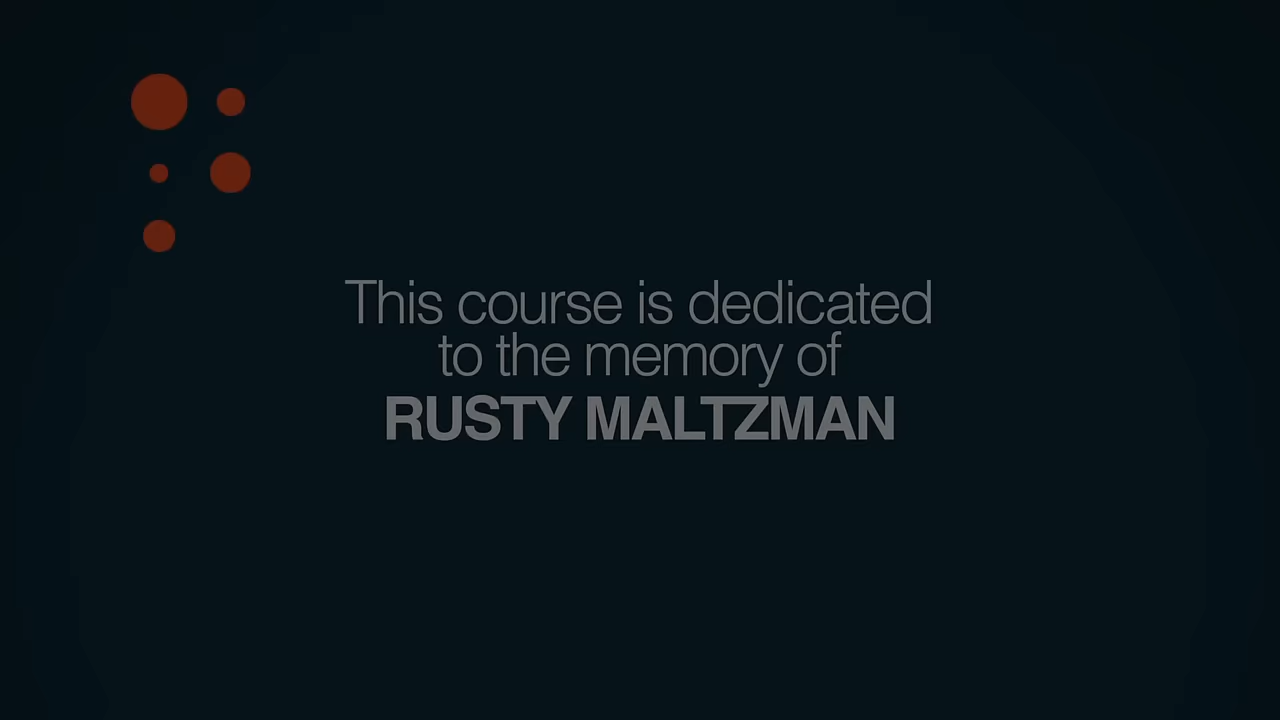 This course is dedicated
to the memory of
RUSTY MALTZMAN